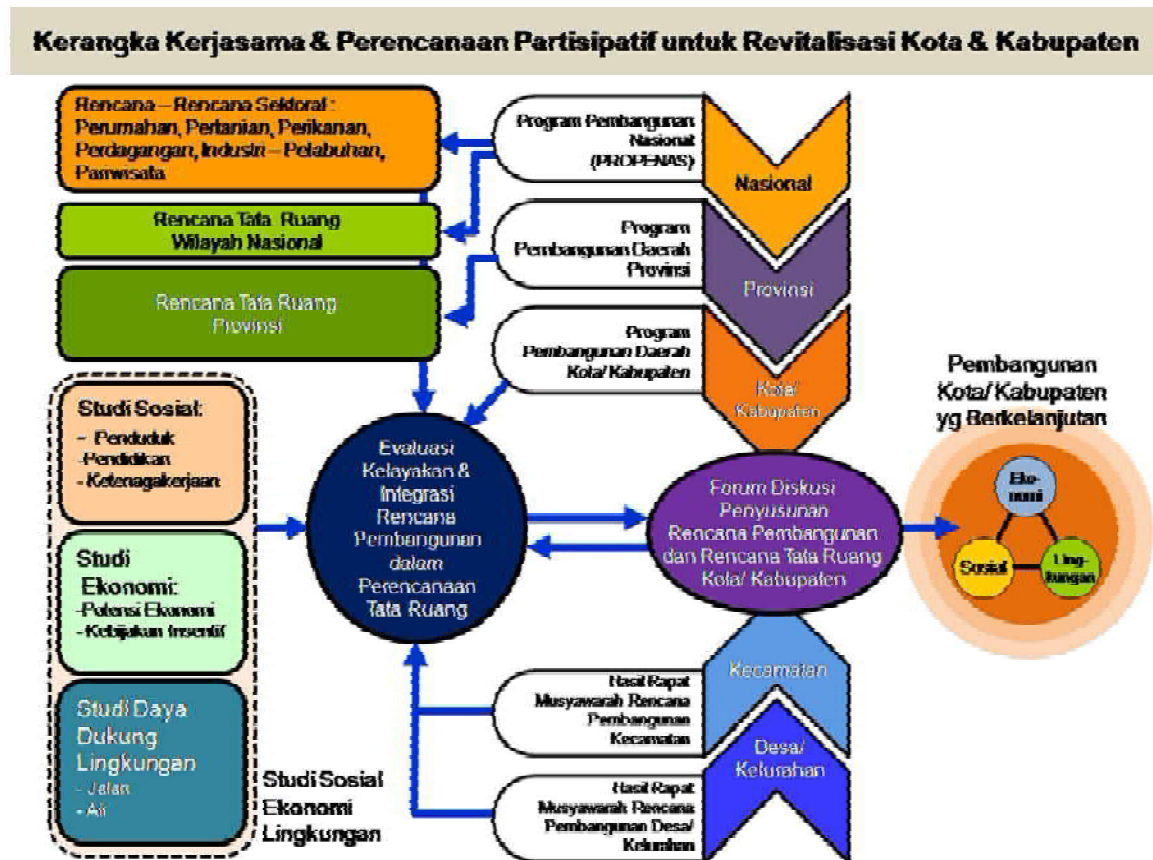 Kerangka Kerjasama & Perencanaan Partisipatif untuk Revitalisasi Kota & Kabupaten
Rencana – Rencana Sektoral :
Perumahan, Pertanian, Perikanan,
Perdagangan, Industri – Pelabuhan,
Pariwisata
Rencana Tata Ruang
Wilayah Nasional
Rencana Tata Ruang
Provinsi
Program Pembangunan
Nasional
(PROPENAS)
Nasional
Program
Pembangunan Daerah
Provinsi
Provinsi
Program
Pembangunan Daerah
Kota/ Kabupaten
Kota/
Kabupaten
Studi Sosial:
- Penduduk
-Pendidikan
-Ketenagakerjaan
Studi
Ekonomi:
-Potensi Ekonomi
-Kebijakan Insentif
Studi Daya
Dukung
Lingkungan
- Jalan
- Air
Studi Sosial
Ekonomi
Lingkungan
Evaluasi
Kelayakan &
Integrasi
Rencana
Pembangunan
dalam
Perencanaan
Tata Ruang
Forum Diskusi
Penyusunan
Rencana Pembangunan
dan Rencana Tata Ruang
Kota/ Kabupaten
Pembangunan
Kota/ Kabupaten
yg Berkelanjutan
Eko-
nomi
Sosial
Ling-
kungan
Hasil Rapat
Musyawarah Rencana
Pembangunan
Kecamatan
Kecamatan
Hasil Rapat
Musyawarah Rencana
Pembangunan Desa/
Kelurahan
Desa/
Kelurahan